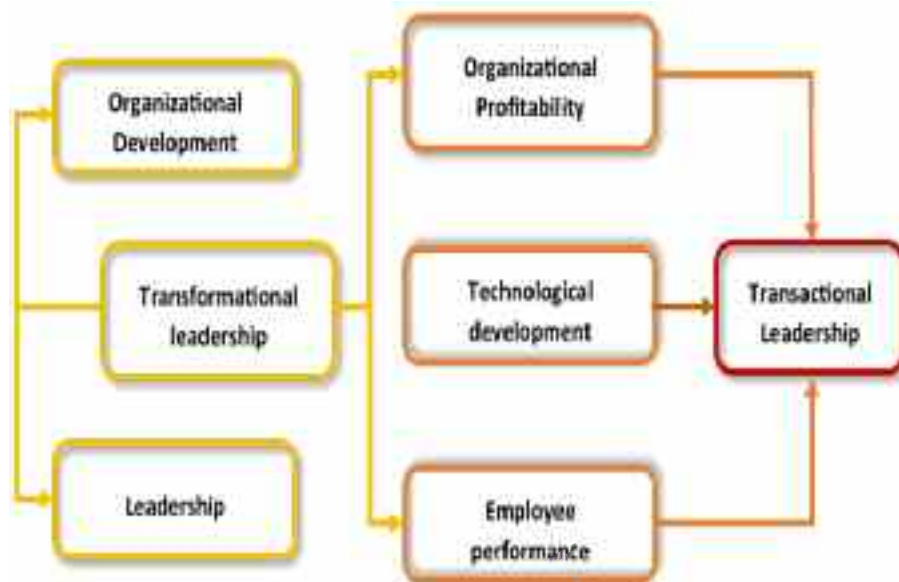 Organizational
Development
Transformational
leadership
Leadership
Organizational
Profitability
Technological
development
Employee
performance
Transactional
Leadership